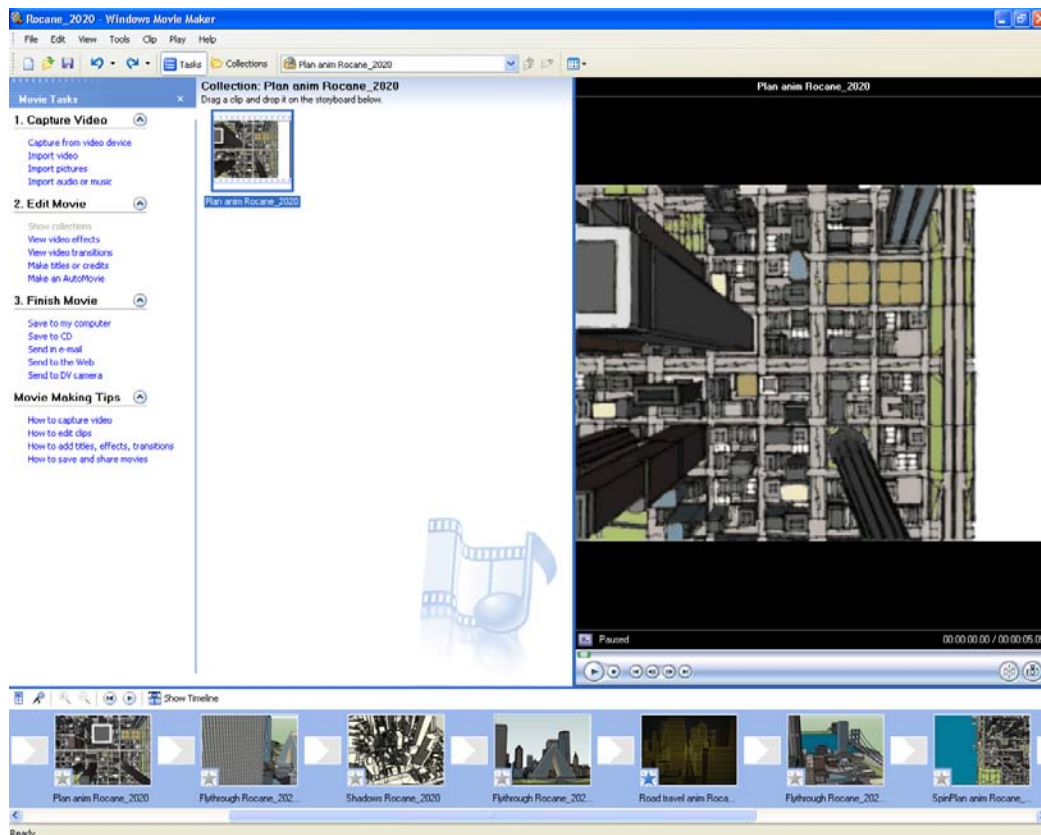 Rocane_2020 - Windows Movie Maker
File Edit View Tools Clip Play Help
Tasks Collections Plan anim Rocane_2020
Movie Tasks
1. Capture Video
Capture from video device
Import video
Import pictures
Import audio or music
2. Edit Movie
Show collections
View video effects
View video transitions
Make titles or credits
Make an AutoMovie
3. Finish Movie
Save to my computer
Save to CD
Send in e-mail
Send to the Web
Send to DV camera
Movie Making Tips
How to capture video
How to edit clips
How to add titles, effects, transitions
How to save and share movies
Collection: Plan anim Rocane_2020
Drag a clip and drop it on the storyboard below.
Plan anim Rocane_2020
Plan anim Rocane_2020
Paused 00:00:00.00 / 00:00:05.0
Show Timeline
Plan anim Rocane_2020 Flythrough Rocane_202... Shadows Rocane_2020 Flythrough Rocane_202... Road travel anim Roca... Flythrough Rocane_202... SpinPlan anim Rocane_...
Ready